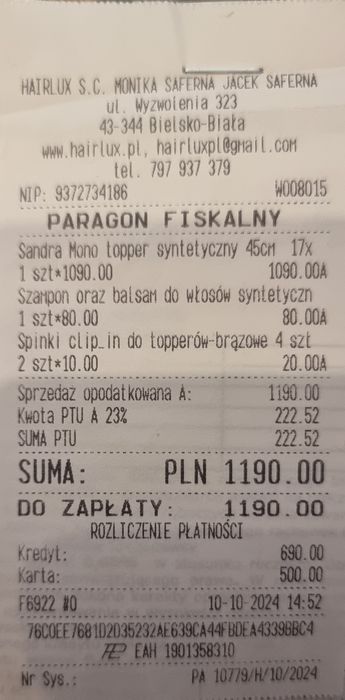 HAIRLUX S.C. MONIKA SAFERNA JACEK SAFERNA
ul. Wyzwolenia 323
43-344 Bielsko-Biała
www.hairlux.pl, hairluxpl@gmail.com
tel. 797 937 379
NIP: 9372734186 W008015
PARAGON FISKALNY
Sandra Mono topper syntetyczny 45cm 17x
1 szt*1090.00 1090.00A
Szampon oraz balsam do włosów syntetyczn
1 szt*80.00 80.00A
Spinki clip_in do topperów-brązowe 4 szt
2 szt*10.00 20.00A
Sprzedaż opodatkowana A: 1190.00
Kwota PTU A 23% 222.52
SUMA PTU 222.52
SUMA: PLN 1190.00
DO ZAPŁATY: 1190.00
ROZLICZENIE PŁATNOŚCI
Kredyt: 690.00
Karta: 500.00
F6922 #0 10-10-2024 14:52
76C0EE7681D2D35232AE639CA44FBDEA4339BBC4
EAH 1901358310
Nr Sys.: PA 10779/H/10/2024